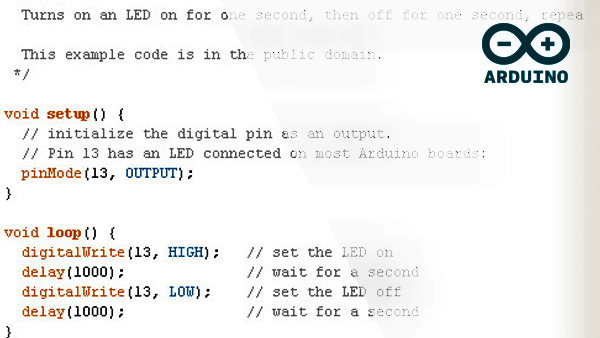 Turns on an LED on for one second, then off for one second, repea
This example code is in the public domain.
*/
ARDUINO
void setup() {
// initialize the digital pin as an output.
// Pin 13 has an LED connected on most Arduino boards:
pinMode(13, OUTPUT);
}
void loop() {
digitalWrite(13, HIGH);   // set the LED on
delay(1000);              // wait for a second
digitalWrite(13, LOW);    // set the LED off
delay(1000);              // wait for a second
}